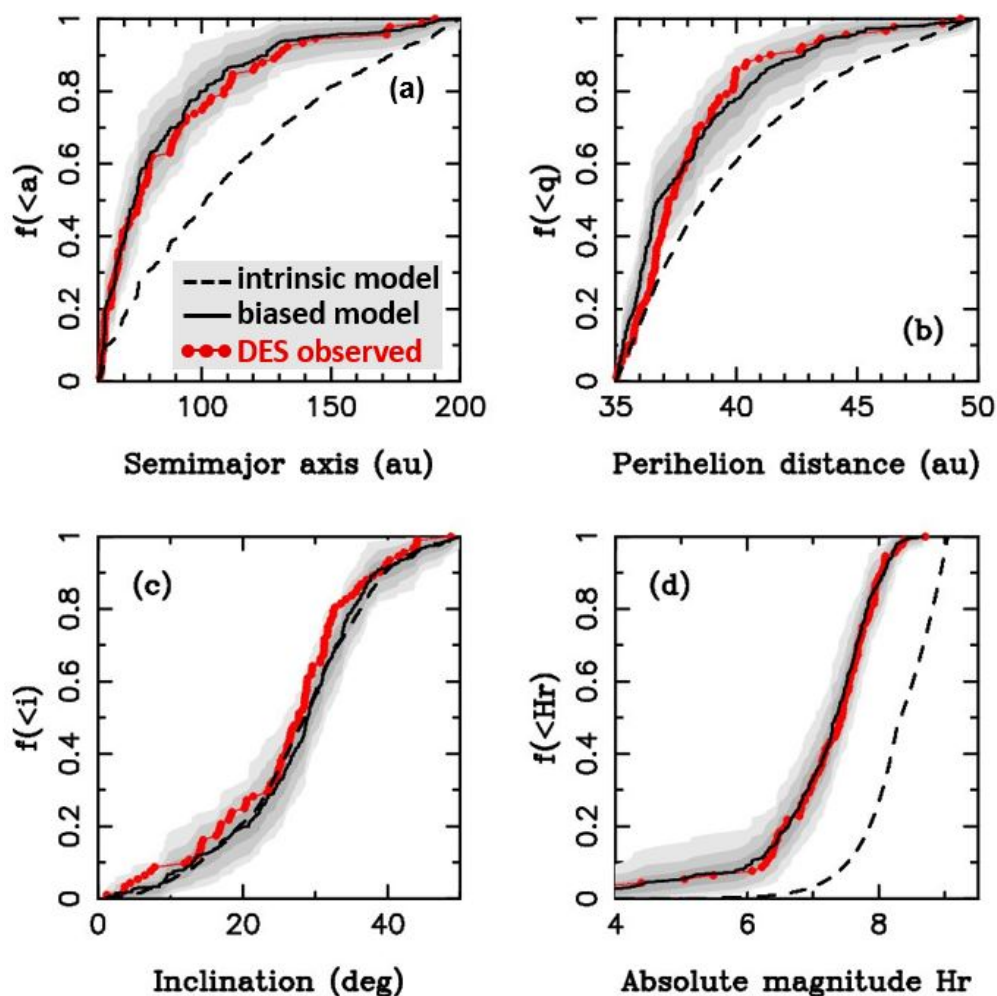 (a)
f(<a)
0 0.2 0.4 0.6 0.8 1
intrinsic model
biased model
DES observed
100 150 200
Semimajor axis (au)
(b)
f(<q)
0 0.2 0.4 0.6 0.8 1
35 40 45 50
Perihelion distance (au)
(c)
f(<i)
0 0.2 0.4 0.6 0.8 1
0 20 40
Inclination (deg)
(d)
f(<Hr)
0 0.2 0.4 0.6 0.8 1
4 6 8
Absolute magnitude Hr